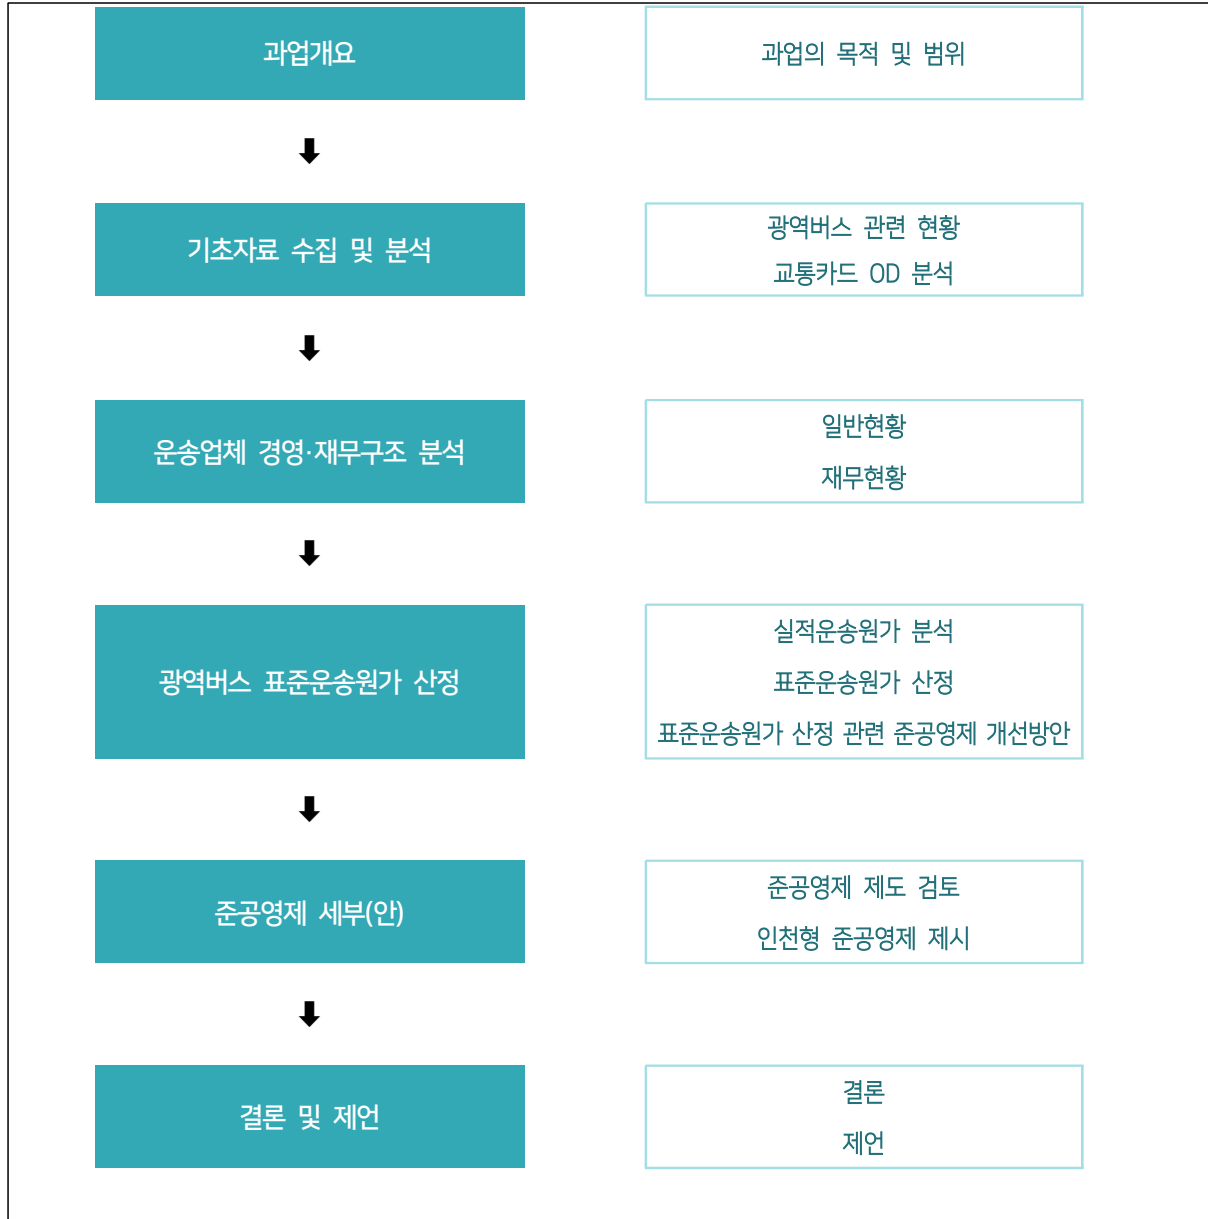 과업개요
과업의 목적 및 범위
기초자료 수집 및 분석
광역버스 관련 현황
교통카드 OD 분석
운송업체 경영·재무구조 분석
일반현황
재무현황
광역버스 표준운송원가 산정
실적운송원가 분석
표준운송원가 산정
표준운송원가 산정 관련 준공영제 개선방안
준공영제 세부(안)
준공영제 제도 검토
인천형 준공영제 제시
결론 및 제언
결론
제언